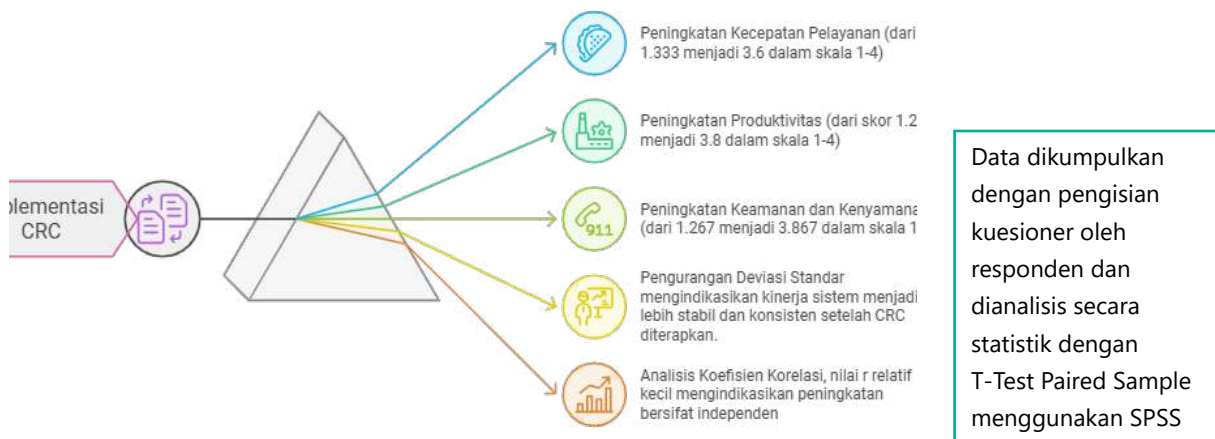 plementasi
CRC
Peningkatan Kecepatan Pelayanan (dari
1.333 menjadi 3.6 dalam skala 1-4)
Peningkatan Produktivitas (dari skor 1.2
menjadi 3.8 dalam skala 1-4)
911
Peningkatan Keamanan dan Kenyamana
(dari 1.267 menjadi 3.867 dalam skala 1
Pengurangan Deviasi Standar
mengindikasikan kinerja sistem menjadi
lebih stabil dan konsisten setelah CRC
diterapkan.
Analisis Koefisien Korelasi, nilai r relatif
kecil mengindikasikan peningkatan
bersifat independen
Data dikumpulkan
dengan pengisian
kuesioner oleh
responden dan
dianalisis secara
statistik dengan
T-Test Paired Sample
menggunakan SPSS